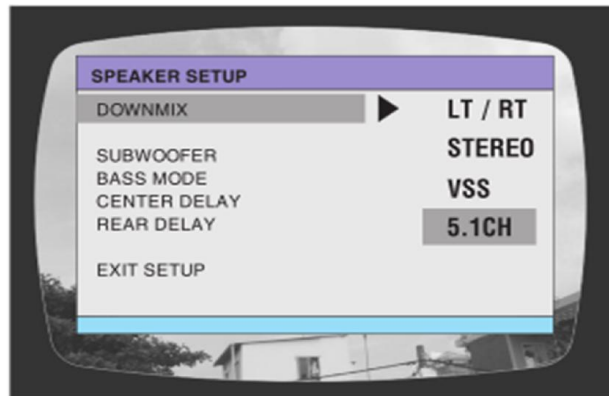 SPEAKER SETUP
DOWNMIX
SUBWOOFER
BASS MODE
CENTER DELAY
REAR DELAY
EXIT SETUP
LT / RT
STEREO
VSS
5.1CH